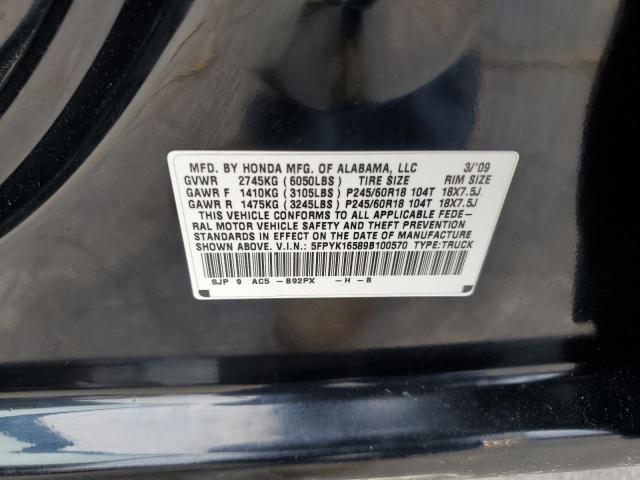 MFD. BY HONDA MFG. OF ALABAMA, LLC 3/'09
GVWR 2745KG (6050LBS) TIRE SIZE RIM SIZE
GAWR F 1410KG (3105LBS) P245/60R18 104T 18X7.5J
GAWR R 1475KG (3245LBS) P245/60R18 104T 18X7.5J
THIS VEHICLE CONFORMS TO ALL APPLICABLE FEDE-
RAL MOTOR VEHICLE SAFETY AND THEFT PREVENTION
STANDARDS IN EFFECT ON THE DATE OF MANUFACTURE
SHOWN ABOVE. V.I.N.: 5FPYK16589B100570 TYPE:TRUCK
SJP 9 AC5 -B92PX -H -B